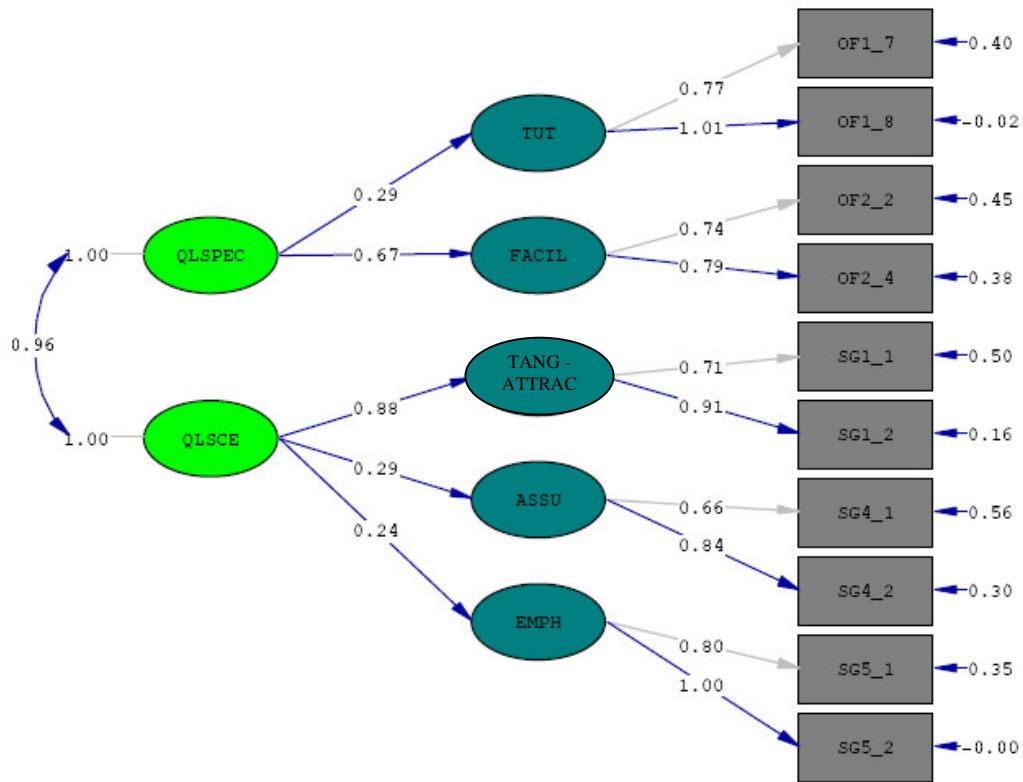 OF1_7
0.40
0.77
TUT
1.01
OF1_8
-0.02
0.29
OF2_2
0.45
0.74
1.00
QLSPEC
0.67
FACIL
0.79
OF2_4
0.38
0.96
SG1_1
0.50
TANG -
ATTRAC
0.71
0.88
0.91
1.00
QLSCE
SG1_2
0.16
0.29
ASSU
0.66
SG4_1
0.56
0.24
0.84
SG4_2
0.30
EMPH
0.80
SG5_1
0.35
1.00
SG5_2
-0.00